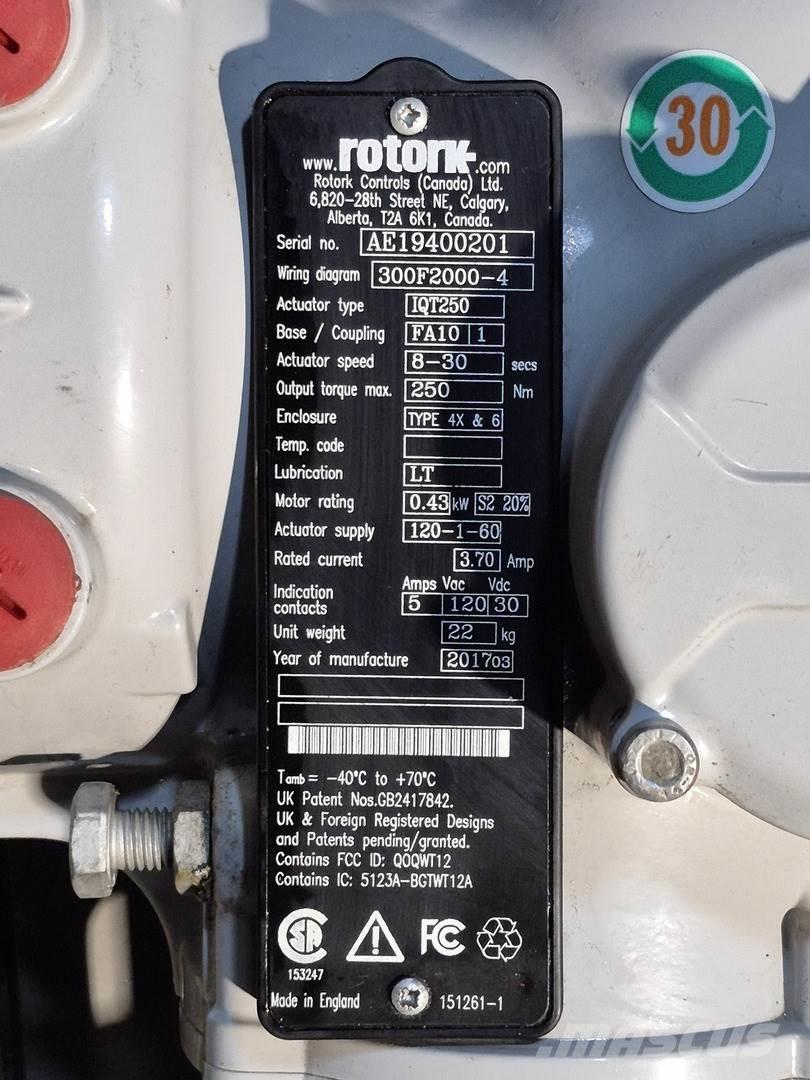 30
www.rotork.com
Rotork Controls (Canada) Ltd.
6,820-28th Street NE, Calgary,
Alberta, T2A 6K1, Canada.
Serial no. AE19400201
Wiring diagram 300F2000-4
Actuator type IQT250
Base / Coupling FA10 1
Actuator speed 8-30 secs
Output torque max. 250 Nm
Enclosure TYPE 4X & 6
Temp. code
Lubrication LT
Motor rating 0.43 kW S2 20%
Actuator supply 120-1-60
Rated current 3.70 Amp
Amps Vac Vdc
Indication contacts 5 120 30
Unit weight 22 kg
Year of manufacture 201703
Tamb = -40°C to +70°C
UK Patent Nos.GB2417842.
UK & Foreign Registered Designs
and Patents pending/granted.
Contains FCC ID: QOQWT12
Contains IC: 5123A-BGTWT12A
CSA FC
153247
Made in England 151261-1
MASCUS